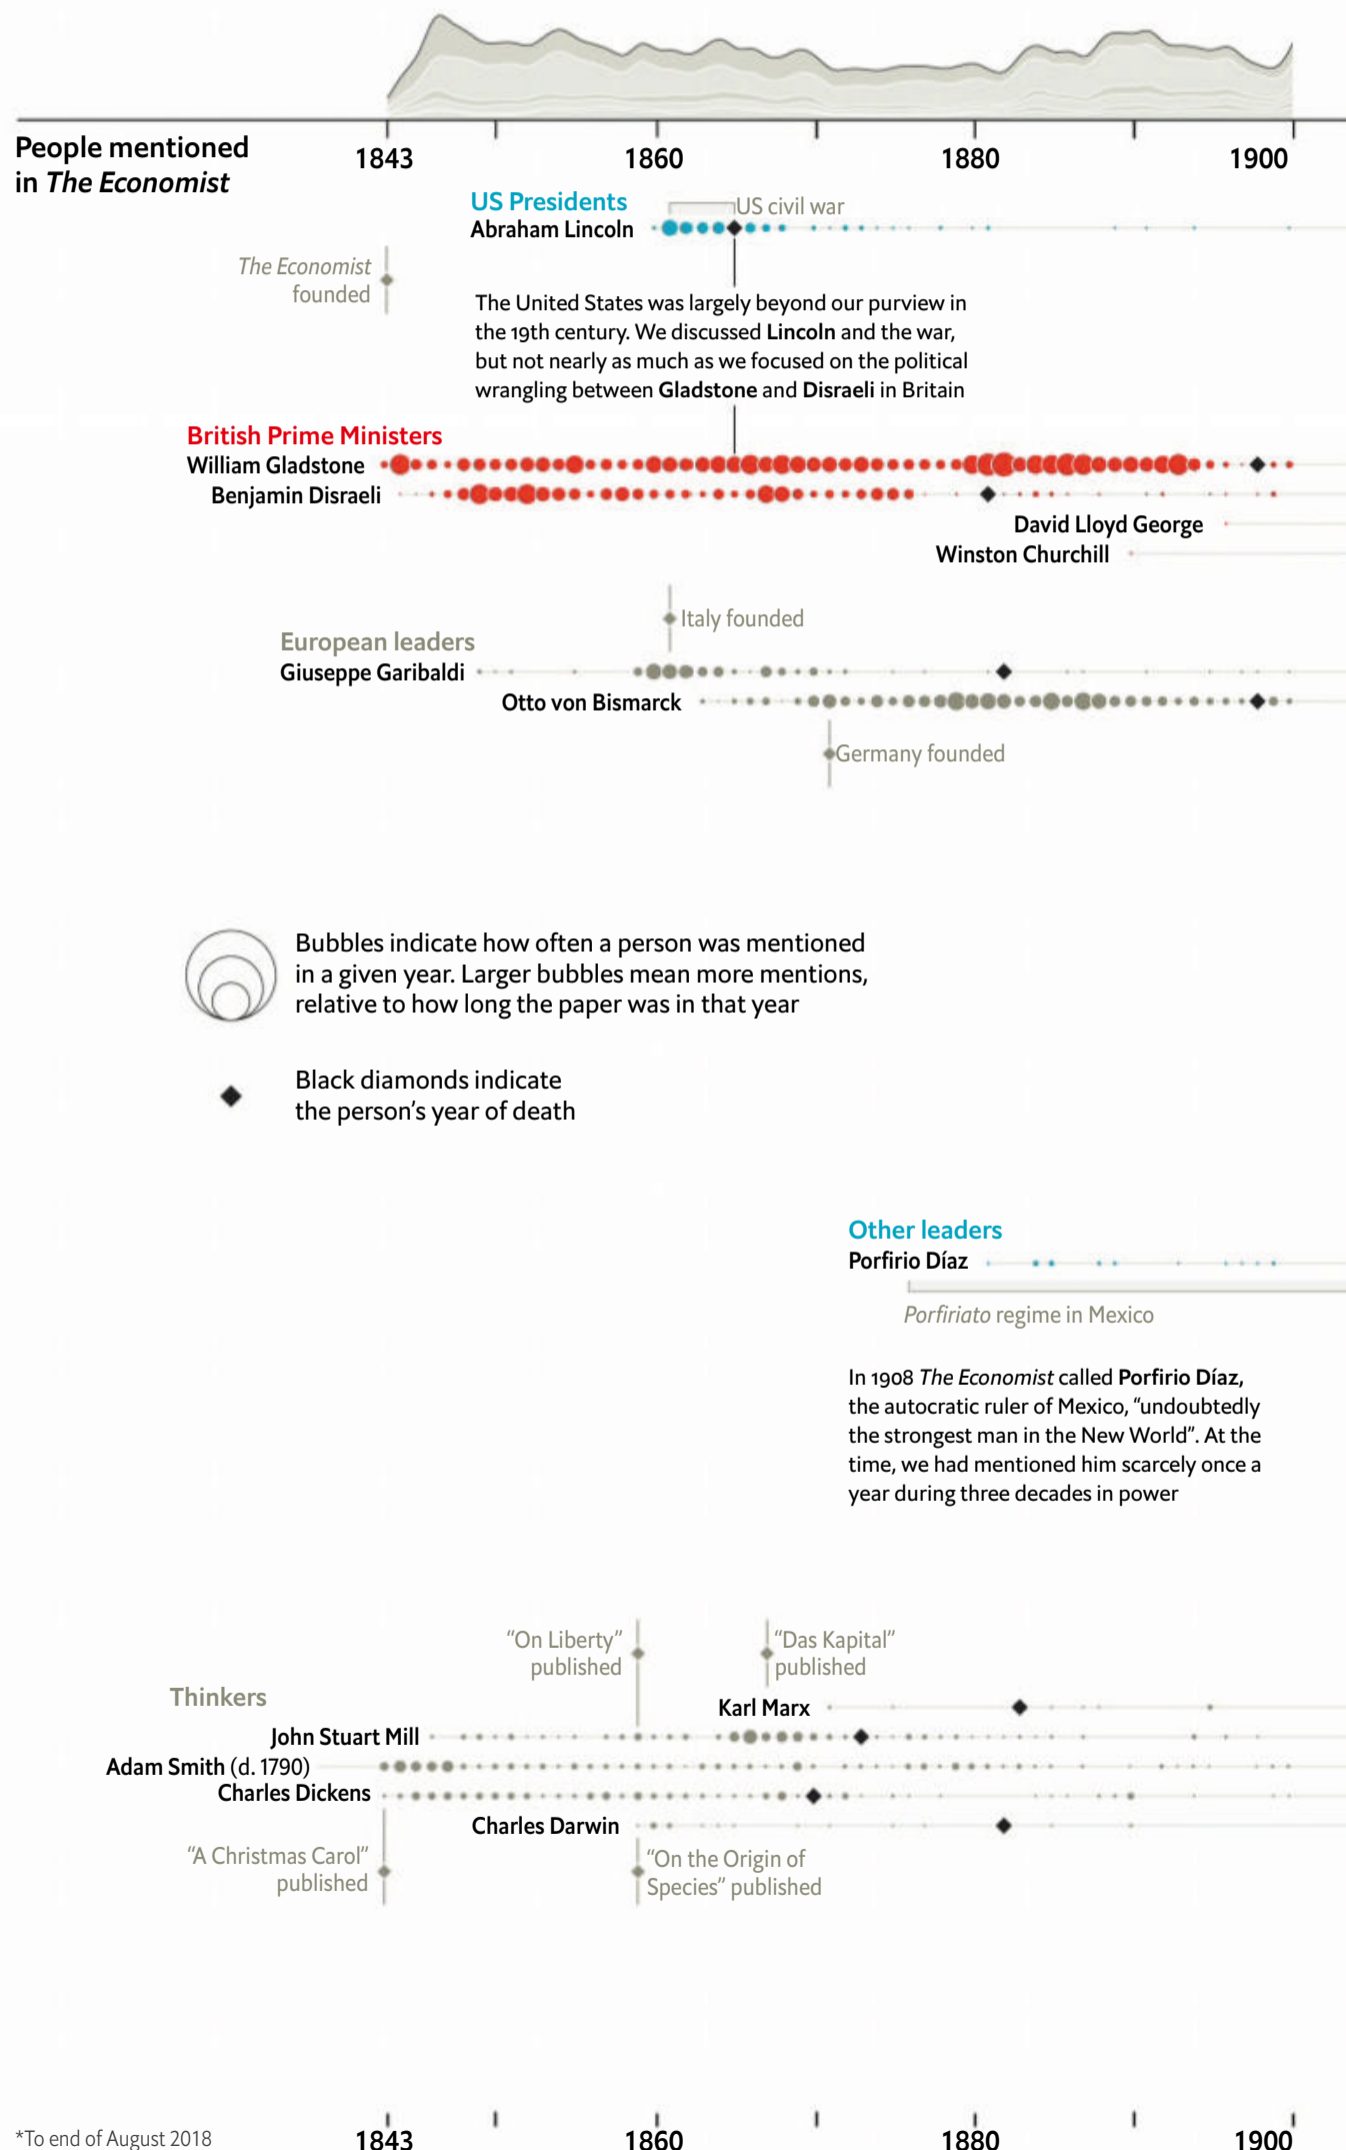 People mentioned
in The Economist
1843
1860
1880
1900
US Presidents
US civil war
Abraham Lincoln
The Economist
founded
The United States was largely beyond our purview in
the 19th century. We discussed Lincoln and the war,
but not nearly as much as we focused on the political
wrangling between Gladstone and Disraeli in Britain
British Prime Ministers
William Gladstone
Benjamin Disraeli
David Lloyd George
Winston Churchill
Italy founded
European leaders
Giuseppe Garibaldi
Otto von Bismarck
Germany founded
Bubbles indicate how often a person was mentioned
in a given year. Larger bubbles mean more mentions,
relative to how long the paper was in that year
Black diamonds indicate
the person's year of death
Other leaders
Porfirio Díaz
Porfiriato regime in Mexico
In 1908 The Economist called Porfirio Díaz,
the autocratic ruler of Mexico, “undoubtedly
the strongest man in the New World”. At the
time, we had mentioned him scarcely once a
year during three decades in power
“On Liberty”
published
“Das Kapital”
published
Thinkers
Karl Marx
John Stuart Mill
Adam Smith (d. 1790)
Charles Dickens
Charles Darwin
“A Christmas Carol”
published
“On the Origin of
Species” published
*To end of August 2018
1843
1860
1880
1900